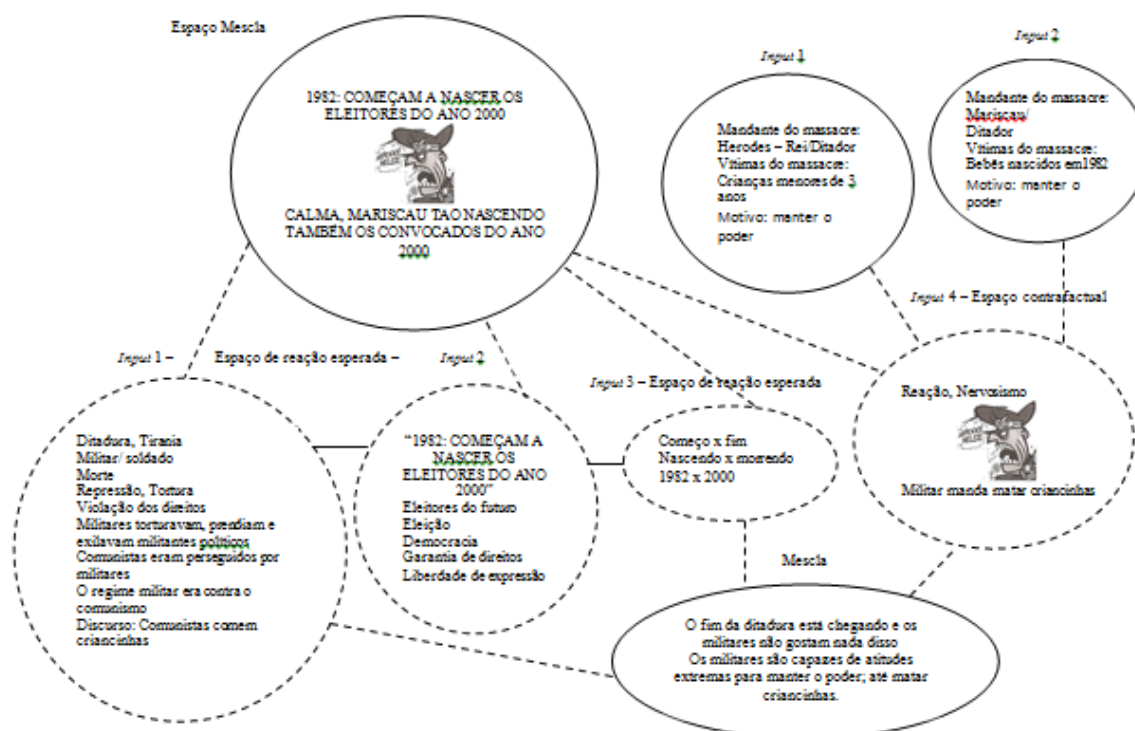 Espaço Mescla
1982: COMEÇAM A NASCER OS
ELEITORES DO ANO 2000
CALMA, MARISCAU TAO NASCENDO
TAMBÉM OS CONVOCADOS DO ANO
2000
Input 1
Mandante do massacre:
Herodes – Rei/Ditador
Vítimas do massacre:
Crianças menores de 3
anos
Motivo: manter o
poder
Input 2
Mandante do massacre:
Mariscau/
Ditador
Vítimas do massacre:
Bebês nascidos em1982
Motivo: manter o
poder
Input 1 – Espaço de reação esperada – Input 2
Input 3 – Espaço de reação esperada
Input 4 – Espaço contrafactual
Ditadura, Tirania
Militar/ soldado
Morte
Repressão, Tortura
Violação dos direitos
Militares torturavam, prendiam e
exilavam militantes políticos
Comunistas eram perseguidos por
militares
O regime militar era contra o
comunismo
Discurso: Comunistas comem
criancinhas
“1982: COMEÇAM A
NASCER OS
ELEITORES DO ANO
2000”
Eleitores do futuro
Eleição
Democracia
Garantia de direitos
Liberdade de expressão
Começo x fim
Nascendo x morrendo
1982 x 2000
Reação, Nervosismo
Militar manda matar criancinhas
Mescla
O fim da ditadura está chegando e os
militares não gostam nada disso
Os militares são capazes de atitudes
extremas para manter o poder; até matar
criancinhas.